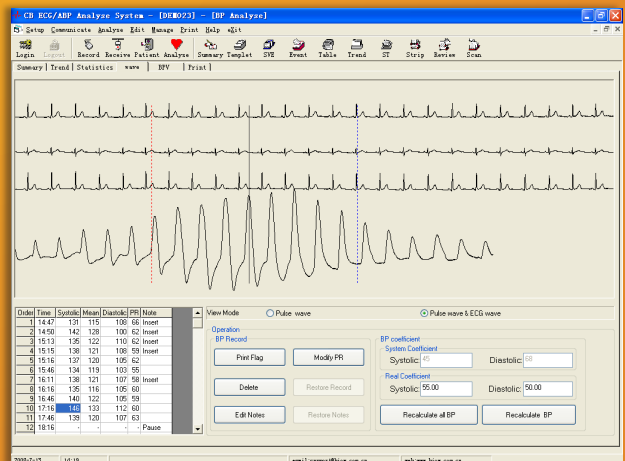 CB ECG/ABP Analyse System - [DEMO23] - [BP Analyse]
Setup Communicate Analyse Edit Manage Print Help eXit
Login Logout Record Receive Patient Analyse Summary Templet SVE Event Table Trend ST Strip Review Scan
Summary Trend Statistics wave BPV Print
Order Time Systolic Mean Diastolic PR Note
1 14:47 131 115 108 66 Insert
2 14:50 142 128 100 62 Insert
3 15:13 135 122 110 62 Insert
4 15:15 138 121 108 59 Insert
5 15:16 137 120 105 62
6 15:46 134 119 103 55
7 16:11 138 121 107 58 Insert
8 16:16 135 116 105 60
9 16:46 140 122 105 59
10 17:16 146 133 112 60
11 17:46 139 120 107 63
12 18:16 - - - - Pause
View Mode Pulse wave Pulse wave & ECG wave
Operation
BP Record
Print Flag Modify PR
Delete Restore Record
Edit Notes Restore Notes
BP coefficient
System Coefficient
Systolic: 45 Diastolic: 60
Real Coefficient
Systolic: 55.00 Diastolic: 50.00
Recalculate all BP Recalculate BP